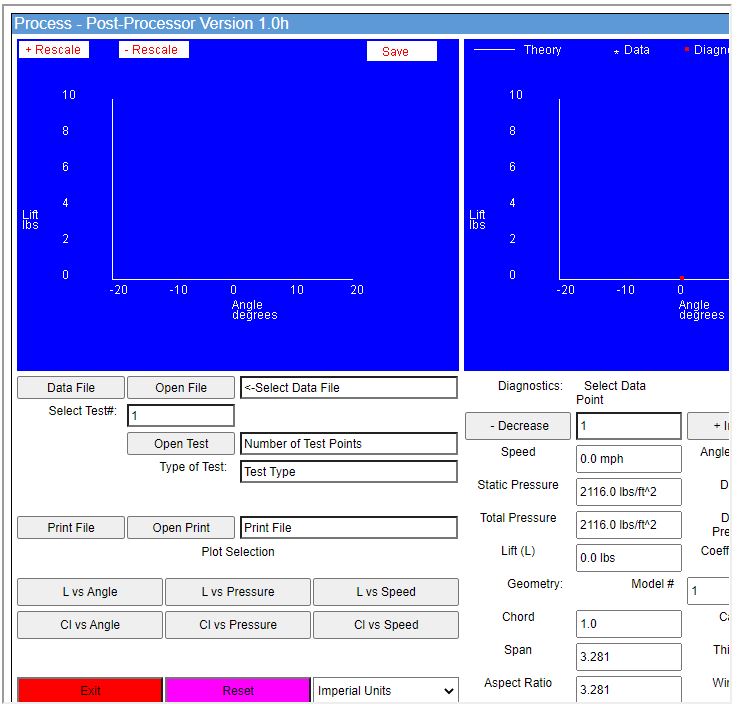 Process - Post-Processor Version 1.0h
+ Rescale
- Rescale
Save
10
8
6
4
2
0
Lift
lbs
-20 -10 0 10 20
Angle
degrees
Theory * Data Diagn
10
8
6
4
2
0
Lift
lbs
-20 -10 0
Angle
degrees
Data File Open File <-Select Data File
Select Test#: 1
Open Test Number of Test Points
Type of Test: Test Type
Print File Open Print Print File
Plot Selection
L vs Angle L vs Pressure L vs Speed
Cl vs Angle Cl vs Pressure Cl vs Speed
Exit Reset Imperial Units
Diagnostics: Select Data
Point
- Decrease 1 + I
Speed 0.0 mph Angle
Static Pressure 2116.0 lbs/ft^2 D
Total Pressure 2116.0 lbs/ft^2 D
Pre
Lift (L) 0.0 lbs Coeff
Geometry: Model # 1
Chord 1.0 Ca
Span 3.281 Thi
Aspect Ratio 3.281 Wi